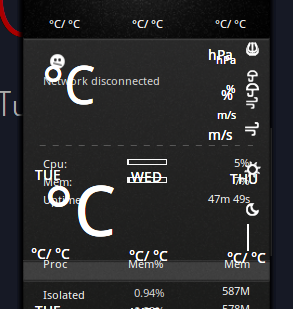 °C/ °C °C/ °C °C/ °C
hPa
hPa
°C
Network disconnected
%
%
m/s
m/s
Cpu: 5%
Mem:
TUE WED THU
Uptime: 47m 49s
°C
°C/ °C °C/ °C °C/ °C
Proc Mem% Mem
Isolated 0.94% 587M
TUE 578M